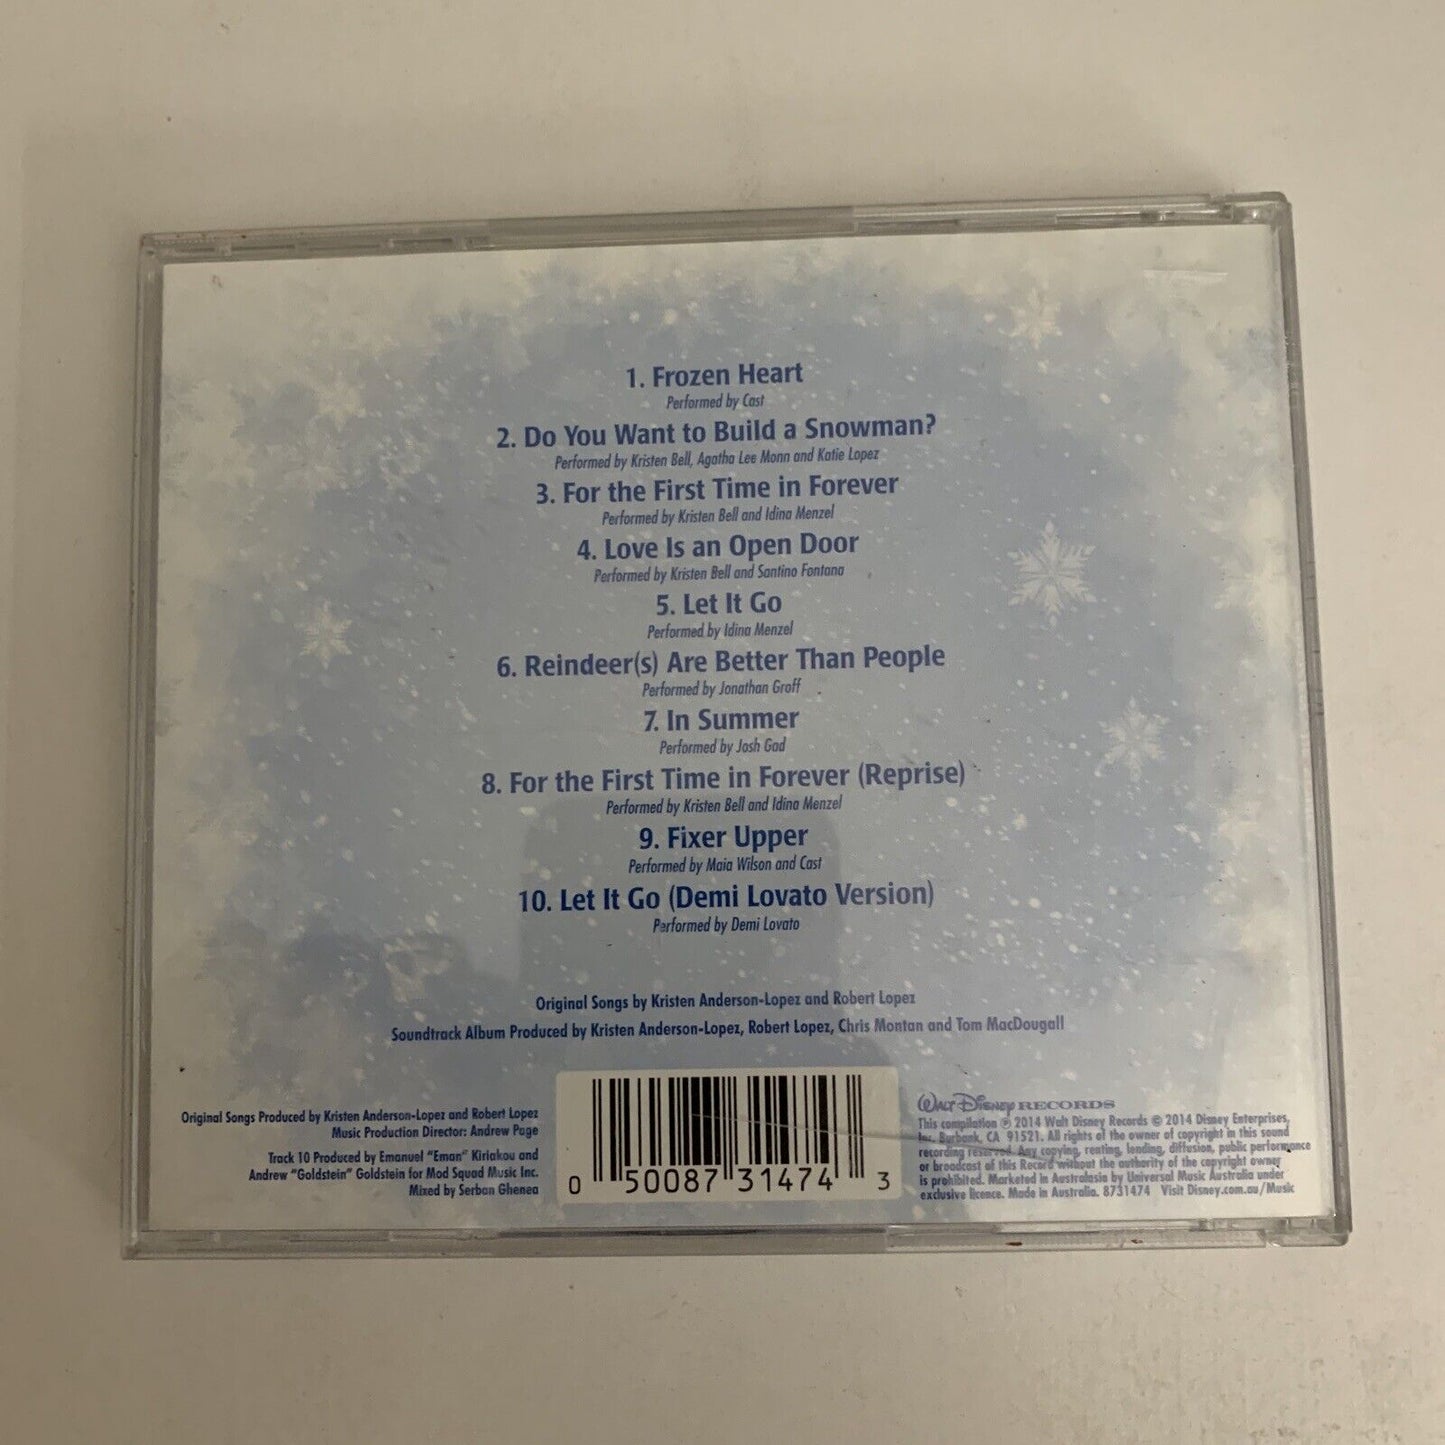 1. Frozen Heart
Performed by Cast
2. Do You Want to Build a Snowman?
Performed by Kristen Bell, Agatha Lee Monn and Katie Lopez
3. For the First Time in Forever
Performed by Kristen Bell and Idina Menzel
4. Love Is an Open Door
Performed by Kristen Bell and Santino Fontana
5. Let It Go
Performed by Idina Menzel
6. Reindeer(s) Are Better Than People
Performed by Jonathan Groff
7. In Summer
Performed by Josh Gad
8. For the First Time in Forever (Reprise)
Performed by Kristen Bell and Idina Menzel
9. Fixer Upper
Performed by Maia Wilson and Cast
10. Let It Go (Demi Lovato Version)
Performed by Demi Lovato
Original Songs by Kristen Anderson-Lopez and Robert Lopez
Soundtrack Album Produced by Kristen Anderson-Lopez, Robert Lopez, Chris Montan and Tom MacDougall
Original Songs Produced by Kristen Anderson-Lopez and Robert Lopez
Music Production Director: Andrew Page
Track 10 Produced by Emanuel "Eman" Kiriakou and
Andrew "Goldstein" Goldstein for Mod Squad Music Inc.
Mixed by Serban Ghenea
0 50087 31474 3
WALT DISNEY RECORDS
This compilation ℗ 2014 Walt Disney Records © 2014 Disney Enterprises,
Inc. Burbank, CA 91521. All rights of the owner of copyright in this sound
recording reserved. Any copying, renting, lending, diffusion, public performance
or broadcast of this Record without the authority of the copyright owner
is prohibited. Marketed in Australasia by Universal Music Australia under
exclusive licence. Made in Australia. 8731474 Visit Disney.com.au/Music